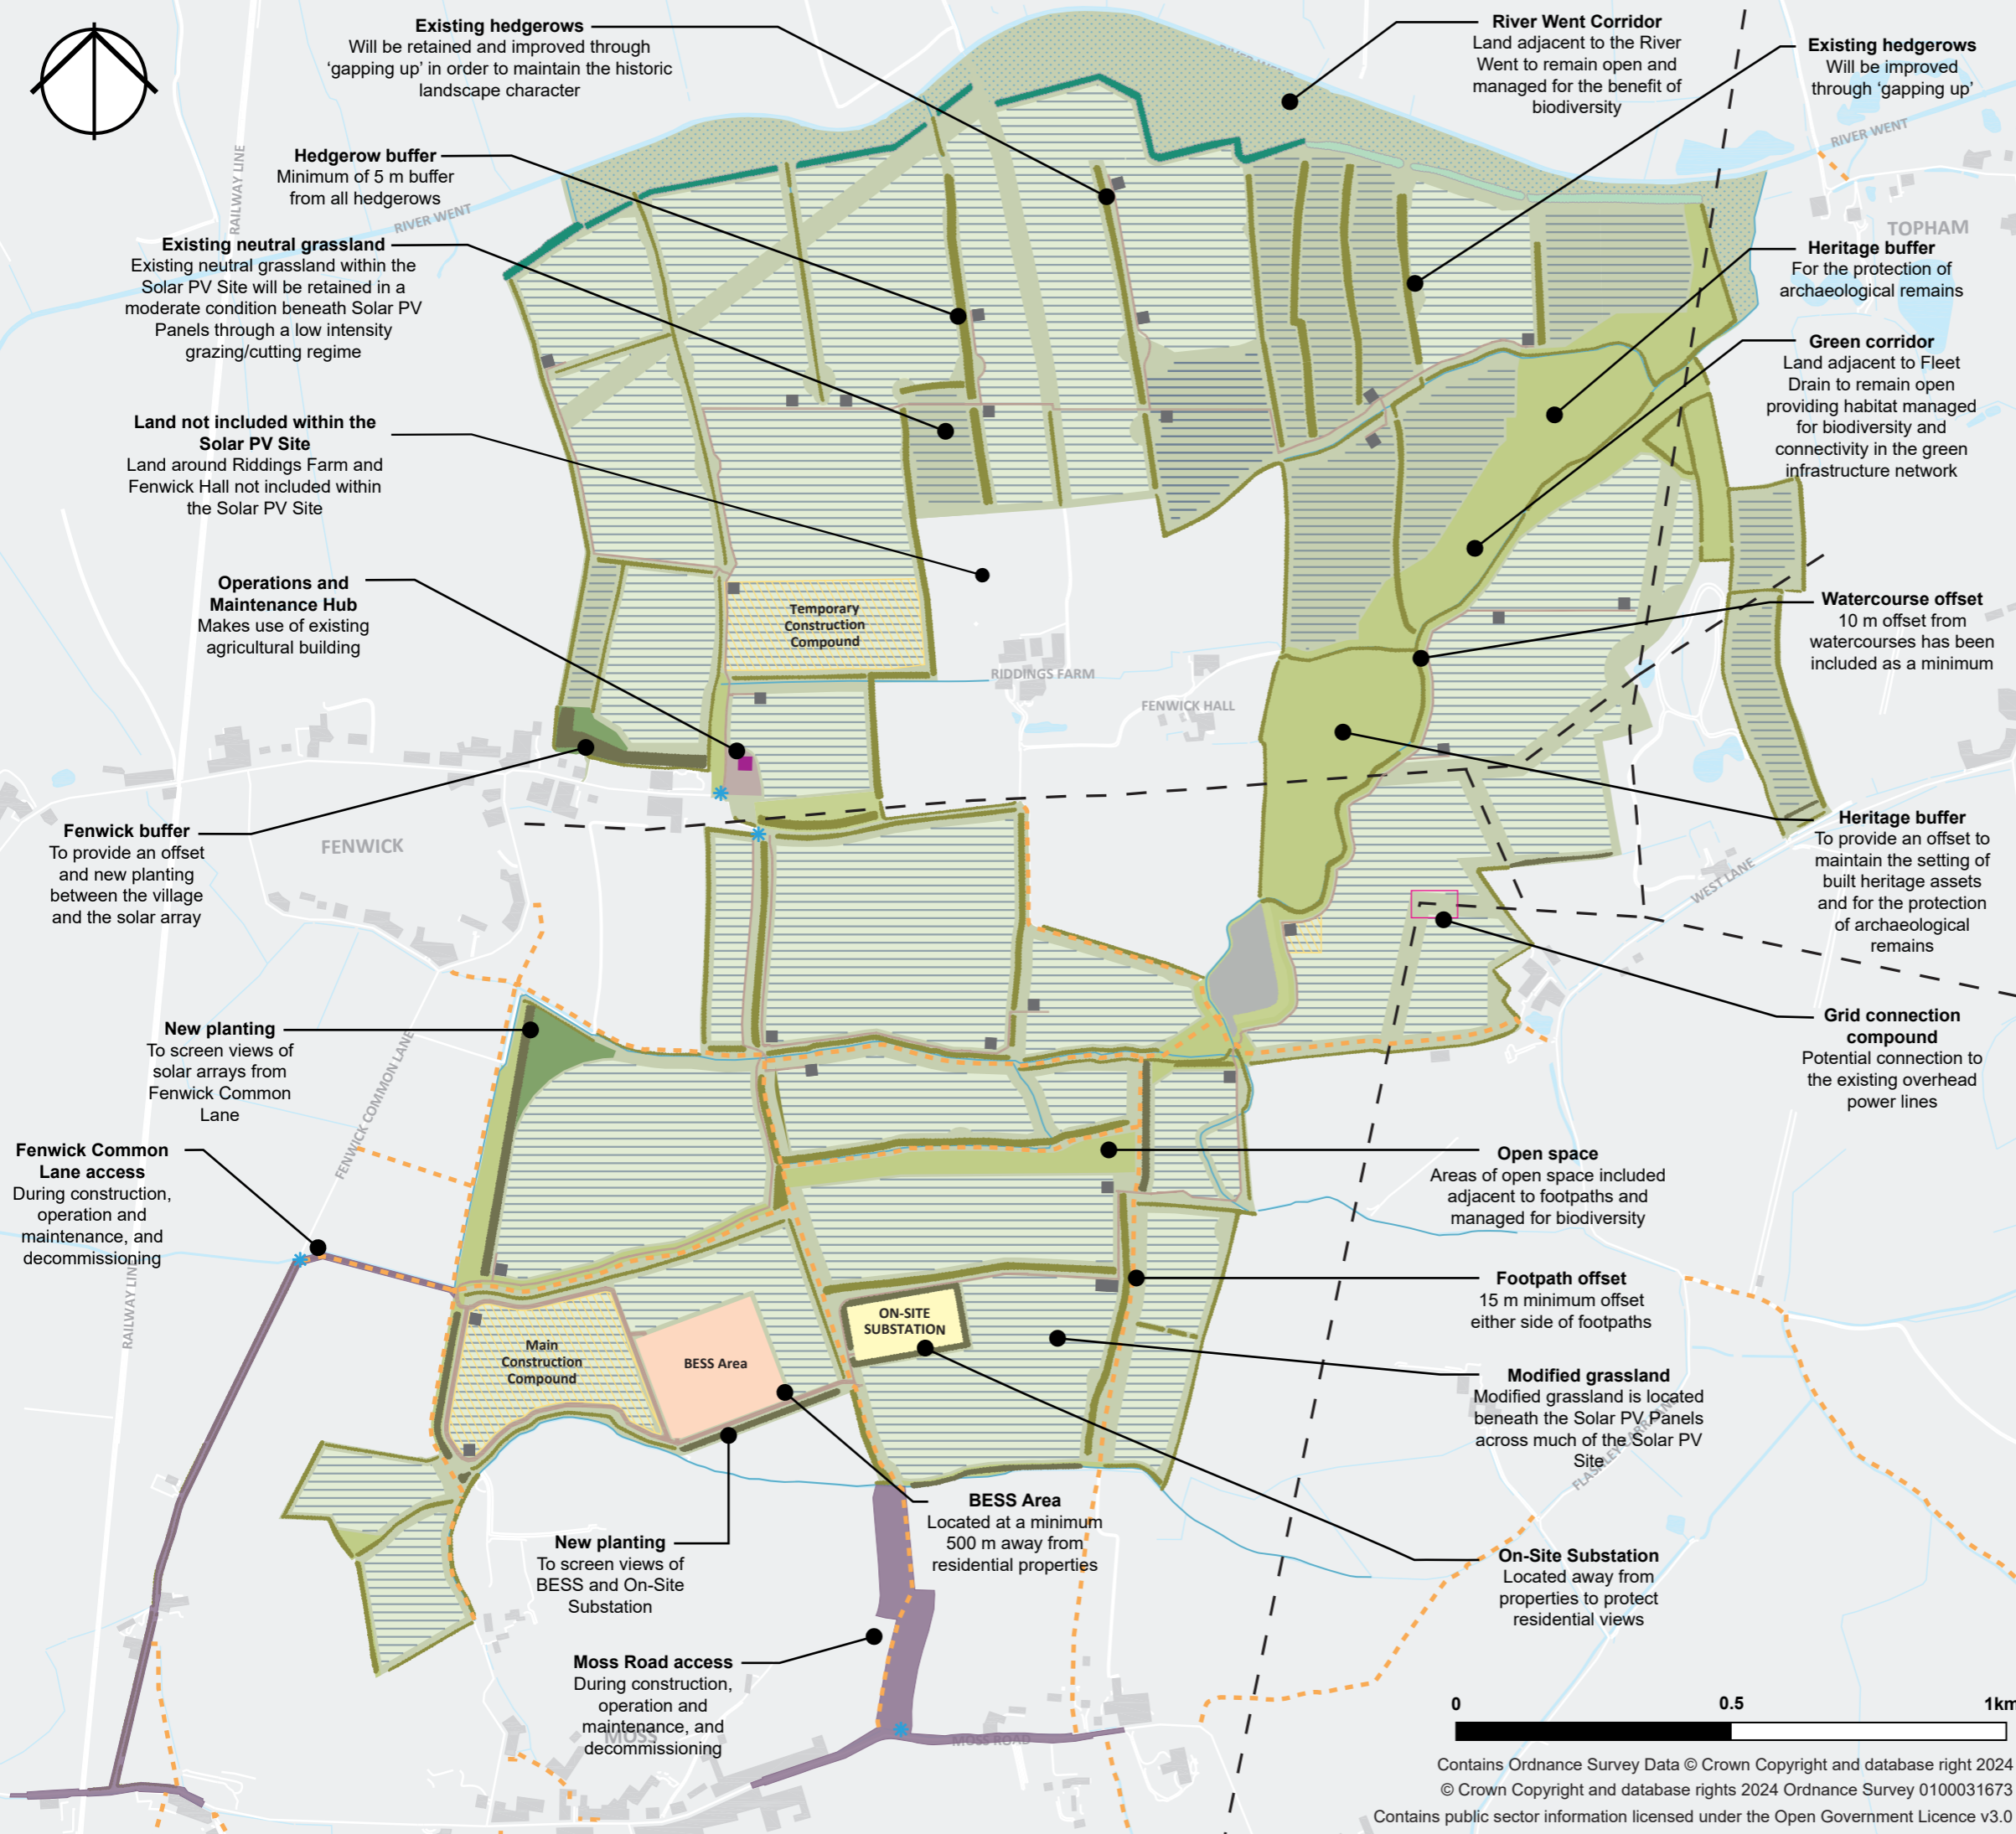 Existing hedgerows
Will be retained and improved through
‘gapping up’ in order to maintain the historic
landscape character
River Went Corridor
Land adjacent to the River
Went to remain open and
managed for the benefit of
biodiversity
Existing hedgerows
Will be improved
through ‘gapping up’
RIVER WENT
RAILWAY LINE
Hedgerow buffer
Minimum of 5 m buffer
from all hedgerows
RIVER WENT
TOPHAM
Existing neutral grassland
Existing neutral grassland within the
Solar PV Site will be retained in a
moderate condition beneath Solar PV
Panels through a low intensity
grazing/cutting regime
Heritage buffer
For the protection of
archaeological remains
Green corridor
Land adjacent to Fleet
Drain to remain open
providing habitat managed
for biodiversity and
connectivity in the green
infrastructure network
Land not included within the
Solar PV Site
Land around Riddings Farm and
Fenwick Hall not included within
the Solar PV Site
Operations and
Maintenance Hub
Makes use of existing
agricultural building
Temporary
Construction
Compound
Watercourse offset
10 m offset from
watercourses has been
included as a minimum
RIDDINGS FARM
FENWICK HALL
Fenwick buffer
To provide an offset
and new planting
between the village
and the solar array
FENWICK
Heritage buffer
To provide an offset to
maintain the setting of
built heritage assets
and for the protection
of archaeological
remains
WEST LANE
New planting
To screen views of
solar arrays from
Fenwick Common
Lane
FENWICK COMMON LANE
Grid connection
compound
Potential connection to
the existing overhead
power lines
Fenwick Common
Lane access
During construction,
operation and
maintenance, and
decommissioning
Open space
Areas of open space included
adjacent to footpaths and
managed for biodiversity
RAILWAY LINE
Footpath offset
15 m minimum offset
either side of footpaths
ON-SITE
SUBSTATION
Main
Construction
Compound
BESS Area
Modified grassland
Modified grassland is located
beneath the Solar PV Panels
across much of the Solar PV
Site
BESS Area
Located at a minimum
500 m away from
residential properties
New planting
To screen views of
BESS and On-Site
Substation
On-Site Substation
Located away from
properties to protect
residential views
Moss Road access
During construction,
operation and
maintenance, and
decommissioning
MOSS
MOSS ROAD
0 0.5 1km
Contains Ordnance Survey Data © Crown Copyright and database right 2024
© Crown Copyright and database rights 2024 Ordnance Survey 0100031673
Contains public sector information licensed under the Open Government Licence v3.0